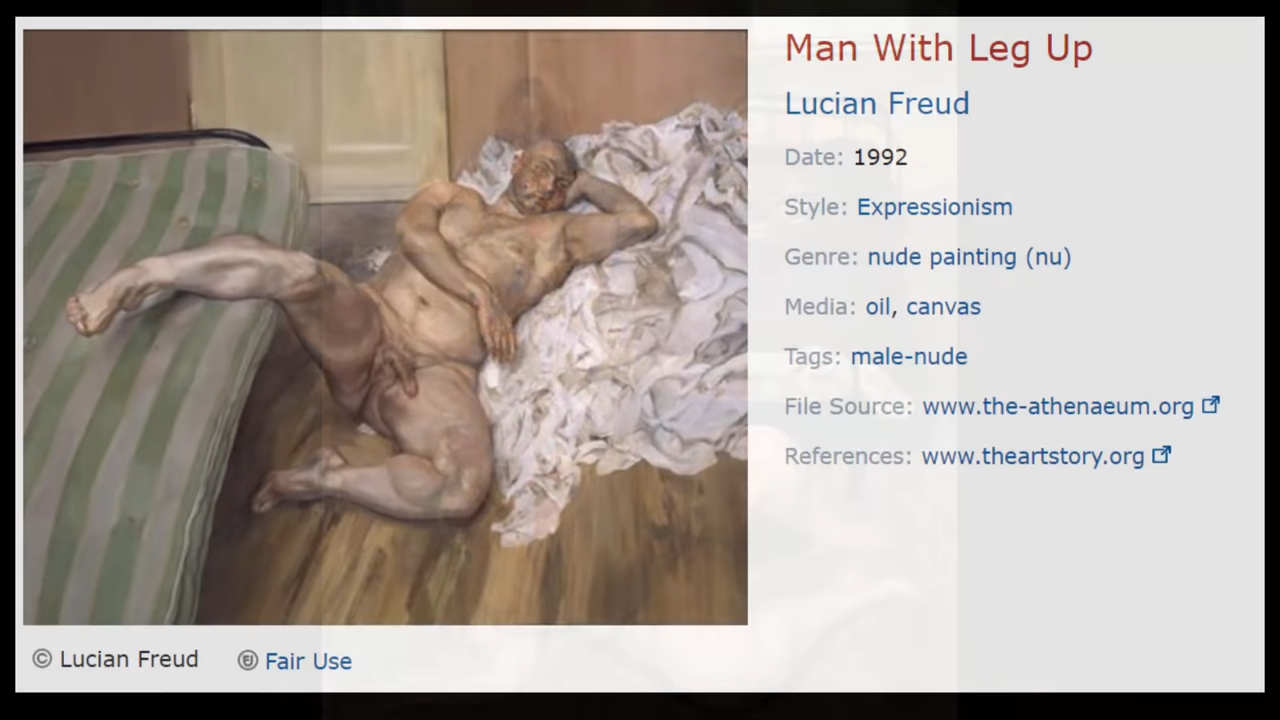 Man With Leg Up
Lucian Freud
Date: 1992
Style: Expressionism
Genre: nude painting (nu)
Media: oil, canvas
Tags: male-nude
File Source: www.the-athenaeum.org
References: www.theartstory.org
© Lucian Freud Fair Use